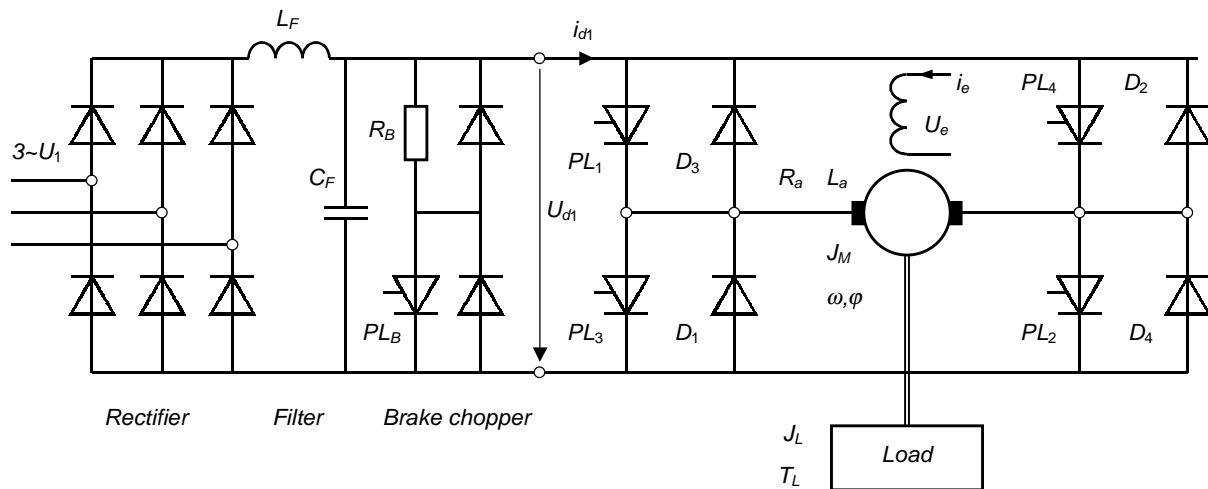 L_F
i_d1
i_e
PL_4
D_2
R_B
U_e
3~U_1
PL_1
D_3
C_F
R_a
L_a
U_d1
J_M
ω,φ
PL_B
PL_3
D_1
PL_2
D_4
Rectifier
Filter
Brake chopper
J_L
Load
T_L